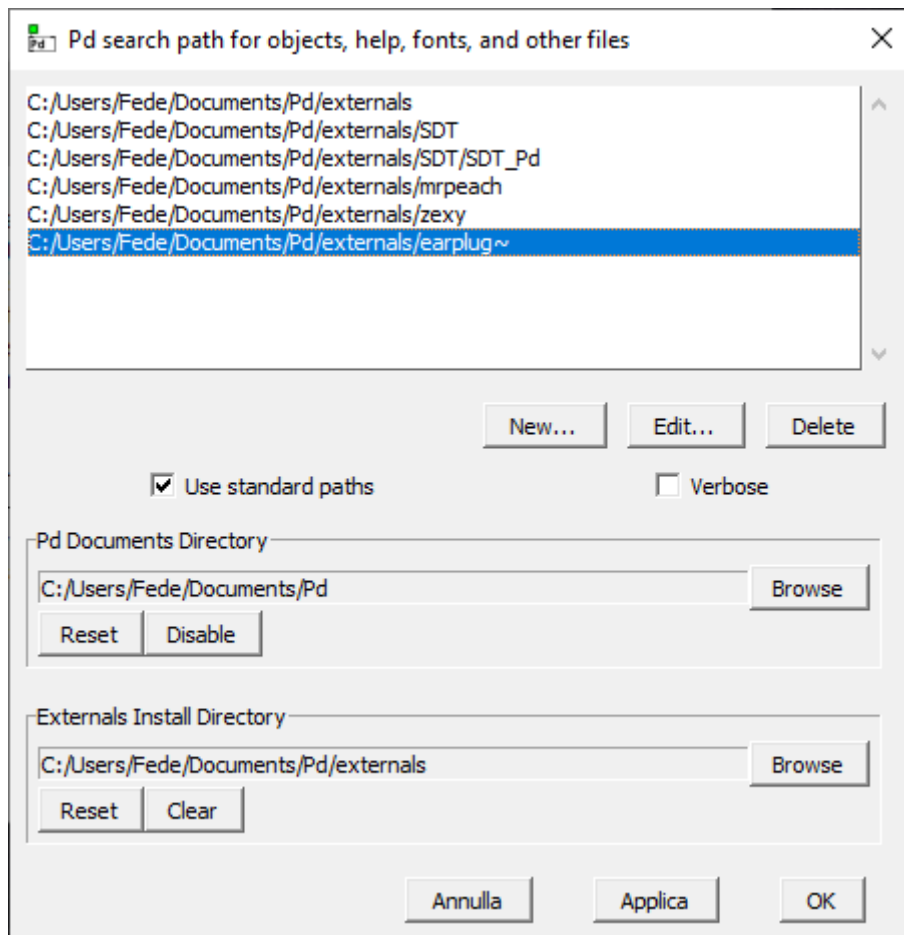 Pd
Pd search path for objects, help, fonts, and other files
C:/Users/Fede/Documents/Pd/externals
C:/Users/Fede/Documents/Pd/externals/SDT
C:/Users/Fede/Documents/Pd/externals/SDT/SDT_Pd
C:/Users/Fede/Documents/Pd/externals/mrpeach
C:/Users/Fede/Documents/Pd/externals/zexy
C:/Users/Fede/Documents/Pd/externals/earplug~
New... Edit... Delete
Use standard paths Verbose
Pd Documents Directory
C:/Users/Fede/Documents/Pd Browse
Reset Disable
Externals Install Directory
C:/Users/Fede/Documents/Pd/externals Browse
Reset Clear
Annulla Applica OK